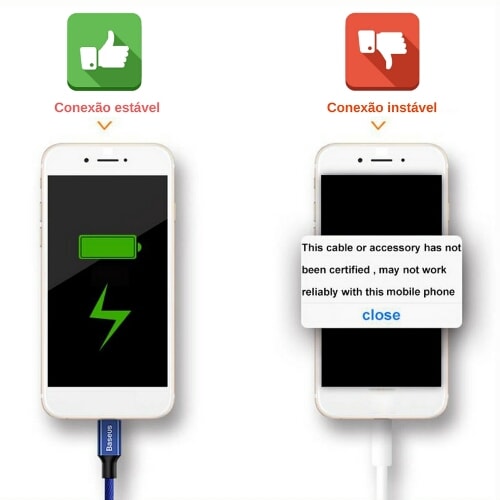 Conexão estável
Conexão instável
This cable or accessory has not
been certified , may not work
reliably with this mobile phone
close
Baseus